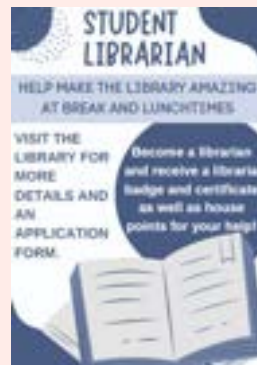 STUDENT
LIBRARIAN
HELP MAKE THE LIBRARY AMAZING
AT BREAK AND LUNCHTIMES
VISIT THE
LIBRARY FOR
MORE
DETAILS AND
AN
APPLICATION
FORM.
Become a librarian
and receive a librarian
badge and certificate
as well as house
points for your help!